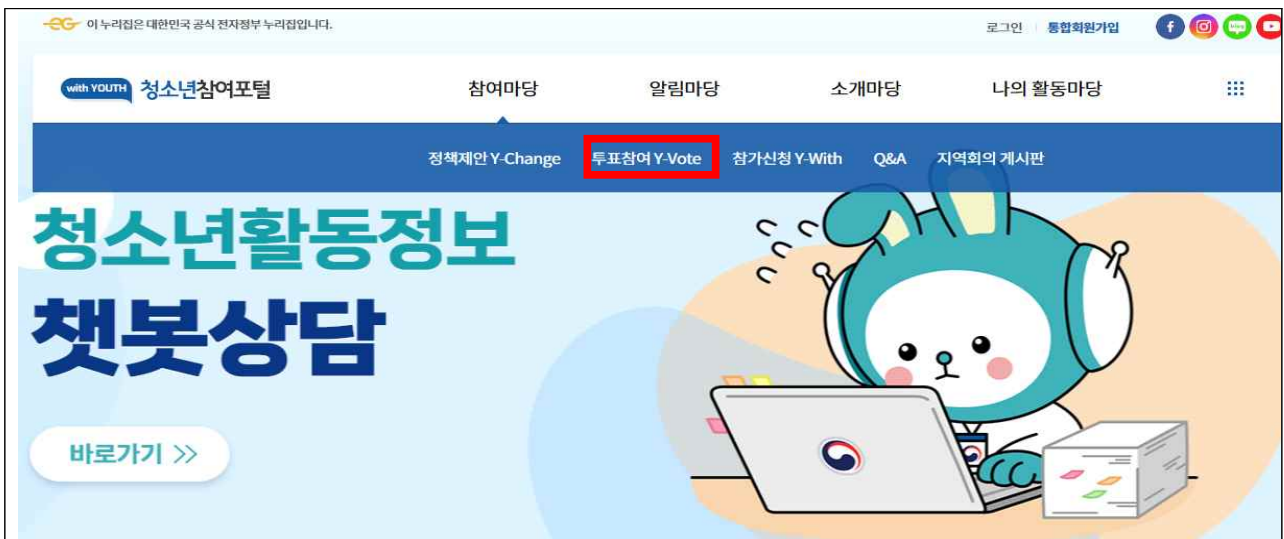 이 누리집은 대한민국 공식 전자정부 누리집입니다.
로그인 통합회원가입
with YOUTH 청소년참여포털 참여마당 알림마당 소개마당 나의 활동마당
정책제안 Y-Change 투표참여 Y-Vote 참가신청 Y-With Q&A 지역회의 게시판
청소년활동정보
챗봇상담
바로가기